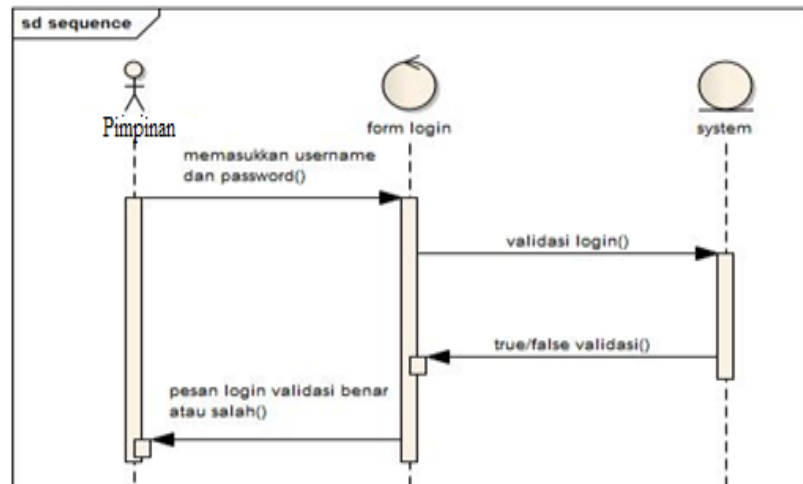 sd sequence
Pimpinan
form login
system
memasukkan username
dan password()
validasi login()
true/false validasi()
pesan login validasi benar
atau salah()